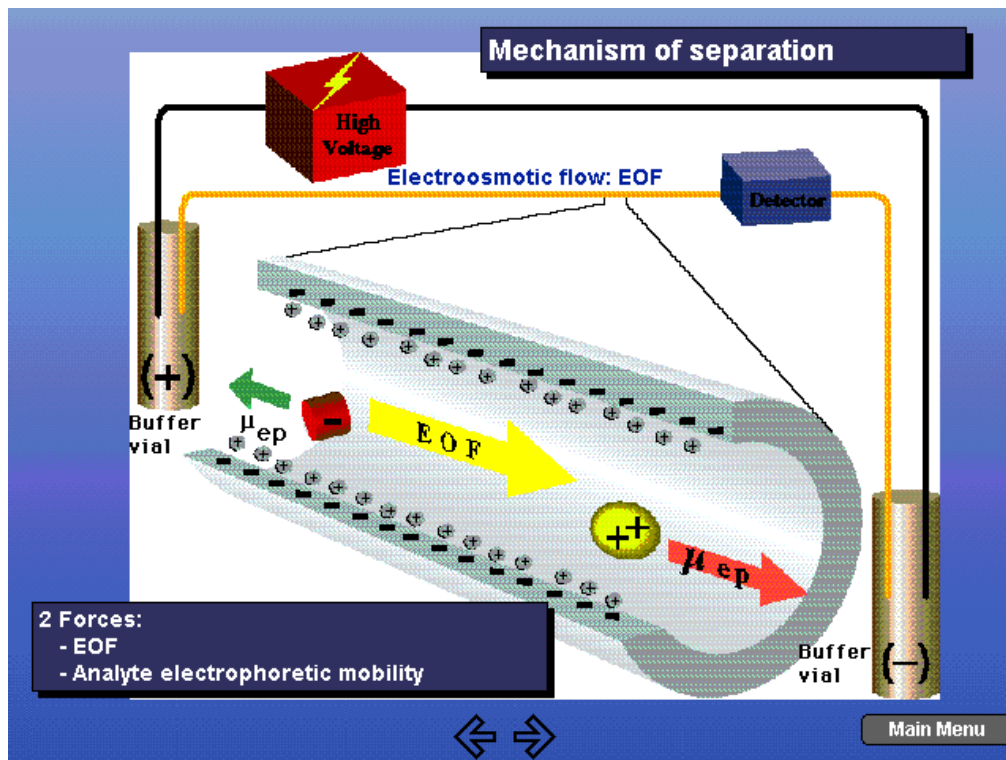 Mechanism of separation
High
Voltage
Electroosmotic flow: EOF
Detector
(+)
Buffer
vial
μep
-
EOF
++
μep
2 Forces:
- EOF
- Analyte electrophoretic mobility
Buffer
vial
(−)
Main Menu